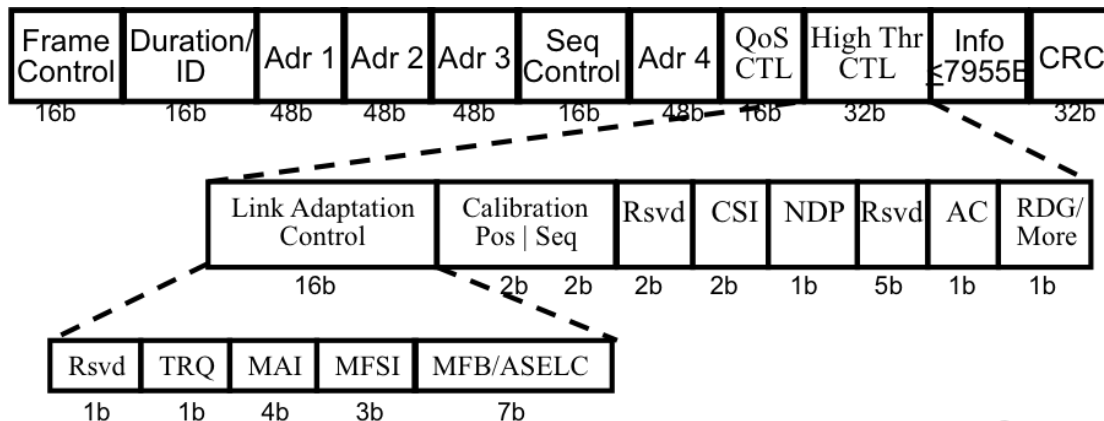 Frame Control
Duration/ ID
Adr 1
Adr 2
Adr 3
Seq Control
Adr 4
QoS CTL
High Thr CTL
Info ≤7955B
CRC
16b 16b 48b 48b 48b 16b 48b 16b 32b 32b
Link Adaptation Control
Calibration Pos | Seq
Rsvd
CSI
NDP
Rsvd
AC
RDG/ More
16b 2b 2b 2b 2b 1b 5b 1b 1b
Rsvd TRQ MAI MFSI MFB/ASELC
1b 1b 4b 3b 7b